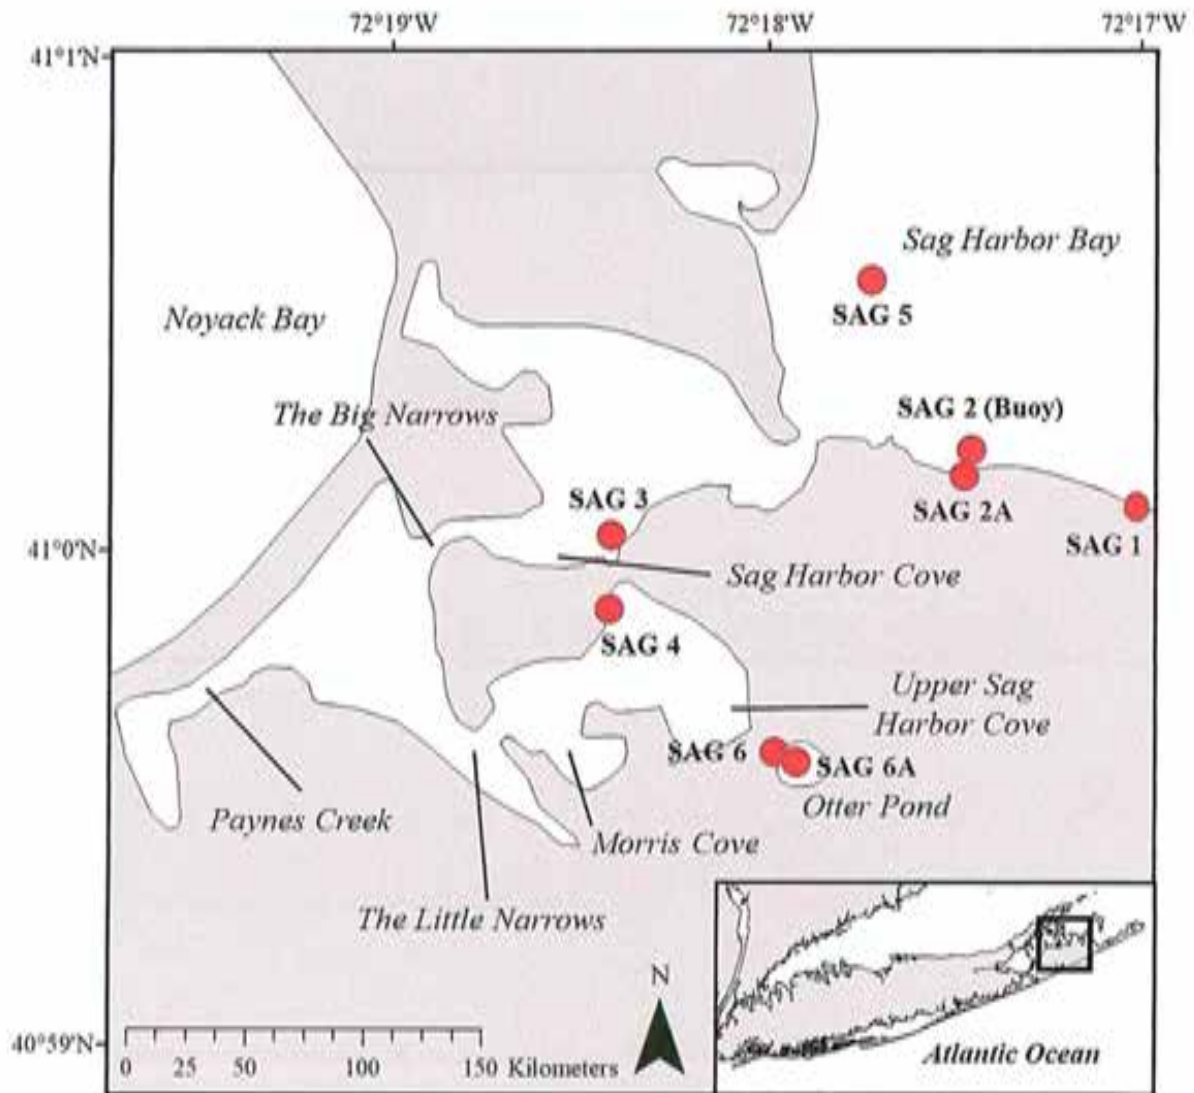 72°19'W
72°18'W
72°17'W
41°1'N
Sag Harbor Bay
SAG 5
Noyack Bay
SAG 2 (Buoy)
The Big Narrows
SAG 3
SAG 2A
SAG 1
41°0'N
Sag Harbor Cove
SAG 4
Upper Sag
Harbor Cove
SAG 6
SAG 6A
Otter Pond
Paynes Creek
Morris Cove
The Little Narrows
N
40°59'N
0 25 50 100 150 Kilometers
Atlantic Ocean